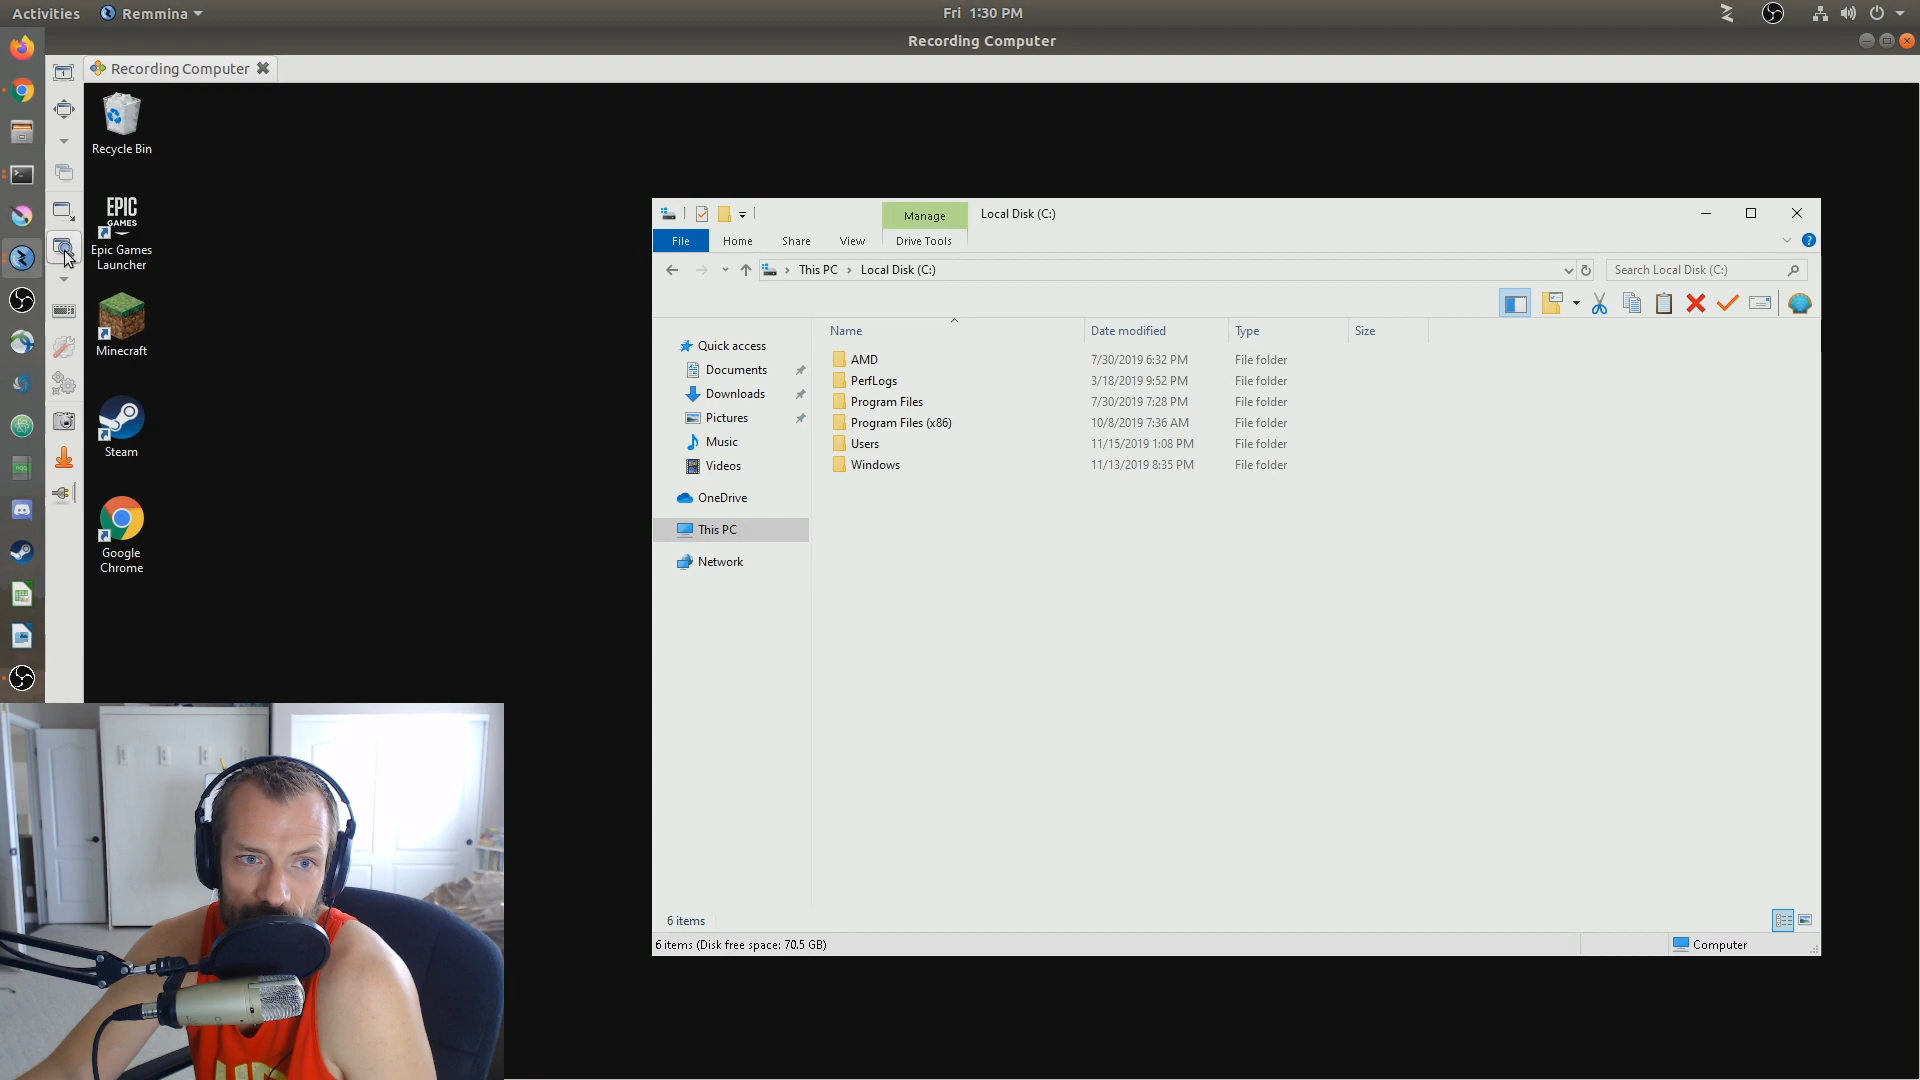 Activities
Remmina
Fri 1:30 PM
Recording Computer
Recording Computer
Recycle Bin
EPIC
GAMES
Epic Games
Launcher
Minecraft
Steam
Google
Chrome
Manage
Local Disk (C:)
File
Home
Share
View
Drive Tools
This PC
Local Disk (C:)
Search Local Disk (C:)
Name
Date modified
Type
Size
Quick access
Documents
Downloads
Pictures
Music
Videos
OneDrive
This PC
Network
AMD 7/30/2019 6:32 PM File folder
PerfLogs 3/18/2019 9:52 PM File folder
Program Files 7/30/2019 7:28 PM File folder
Program Files (x86) 10/8/2019 7:36 AM File folder
Users 11/15/2019 1:08 PM File folder
Windows 11/13/2019 8:35 PM File folder
6 items
6 items (Disk free space: 70.5 GB)
Computer